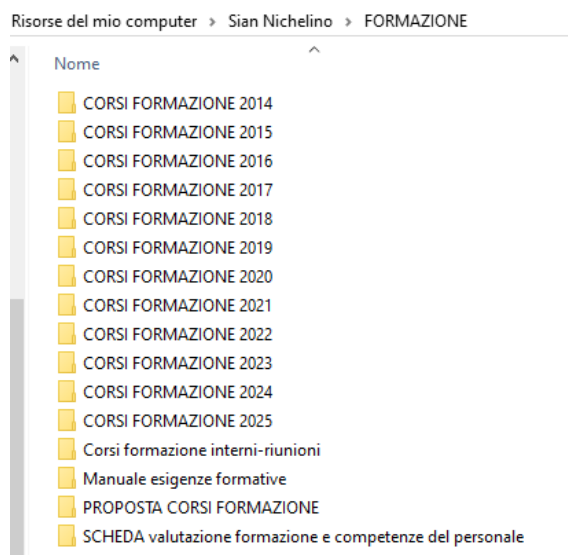 Risorse del mio computer > Sian Nichelino > FORMAZIONE
Nome
CORSI FORMAZIONE 2014
CORSI FORMAZIONE 2015
CORSI FORMAZIONE 2016
CORSI FORMAZIONE 2017
CORSI FORMAZIONE 2018
CORSI FORMAZIONE 2019
CORSI FORMAZIONE 2020
CORSI FORMAZIONE 2021
CORSI FORMAZIONE 2022
CORSI FORMAZIONE 2023
CORSI FORMAZIONE 2024
CORSI FORMAZIONE 2025
Corsi formazione interni-riunioni
Manuale esigenze formative
PROPOSTA CORSI FORMAZIONE
SCHEDA valutazione formazione e competenze del personale